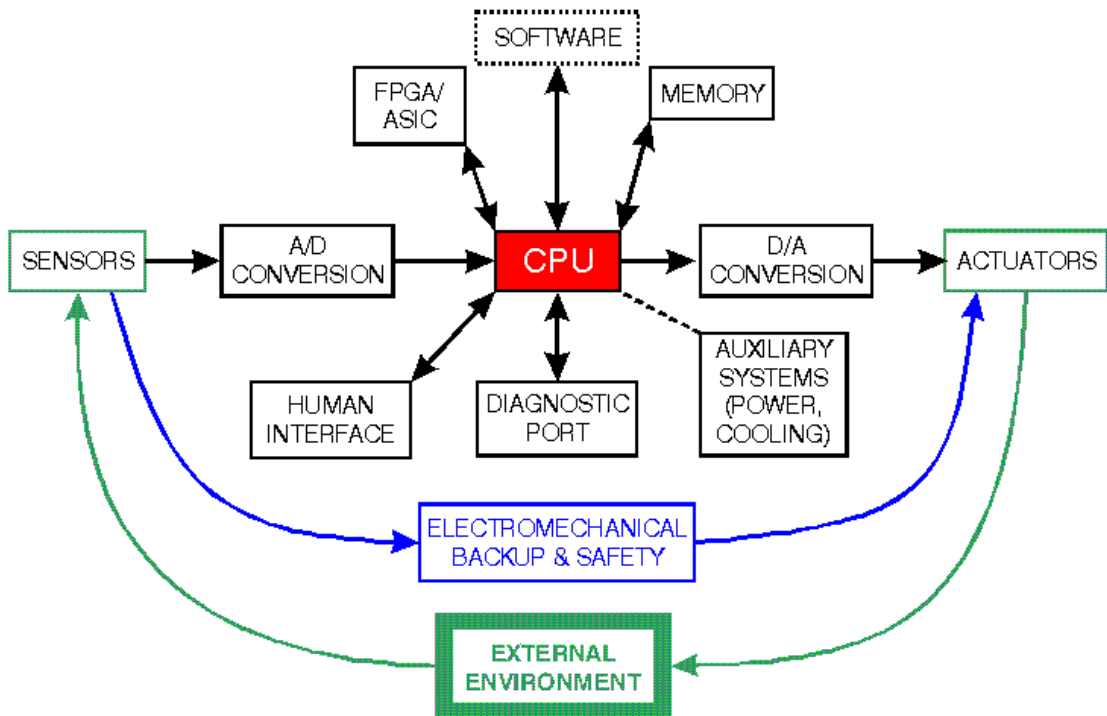 SOFTWARE
FPGA/
ASIC
MEMORY
SENSORS
A/D
CONVERSION
CPU
D/A
CONVERSION
ACTUATORS
HUMAN
INTERFACE
DIAGNOSTIC
PORT
AUXILIARY
SYSTEMS
(POWER,
COOLING)
ELECTROMECHANICAL
BACKUP & SAFETY
EXTERNAL
ENVIRONMENT